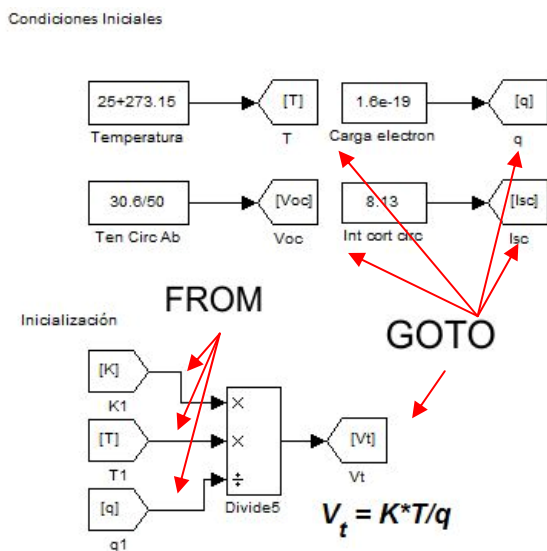 Condiciones Iniciales
25+273.15 [T] 1.6e-19 [q]
Temperatura T Carga electron q
30.6/50 [Voc] 8.13 [Isc]
Ten Circ Ab Voc Int cort circ Isc
FROM
Inicialización GOTO
[K]
K1 ×
[T] × [Vt]
T1 Vt
[q] ÷
q1 Divide5 Vt = K*T/q